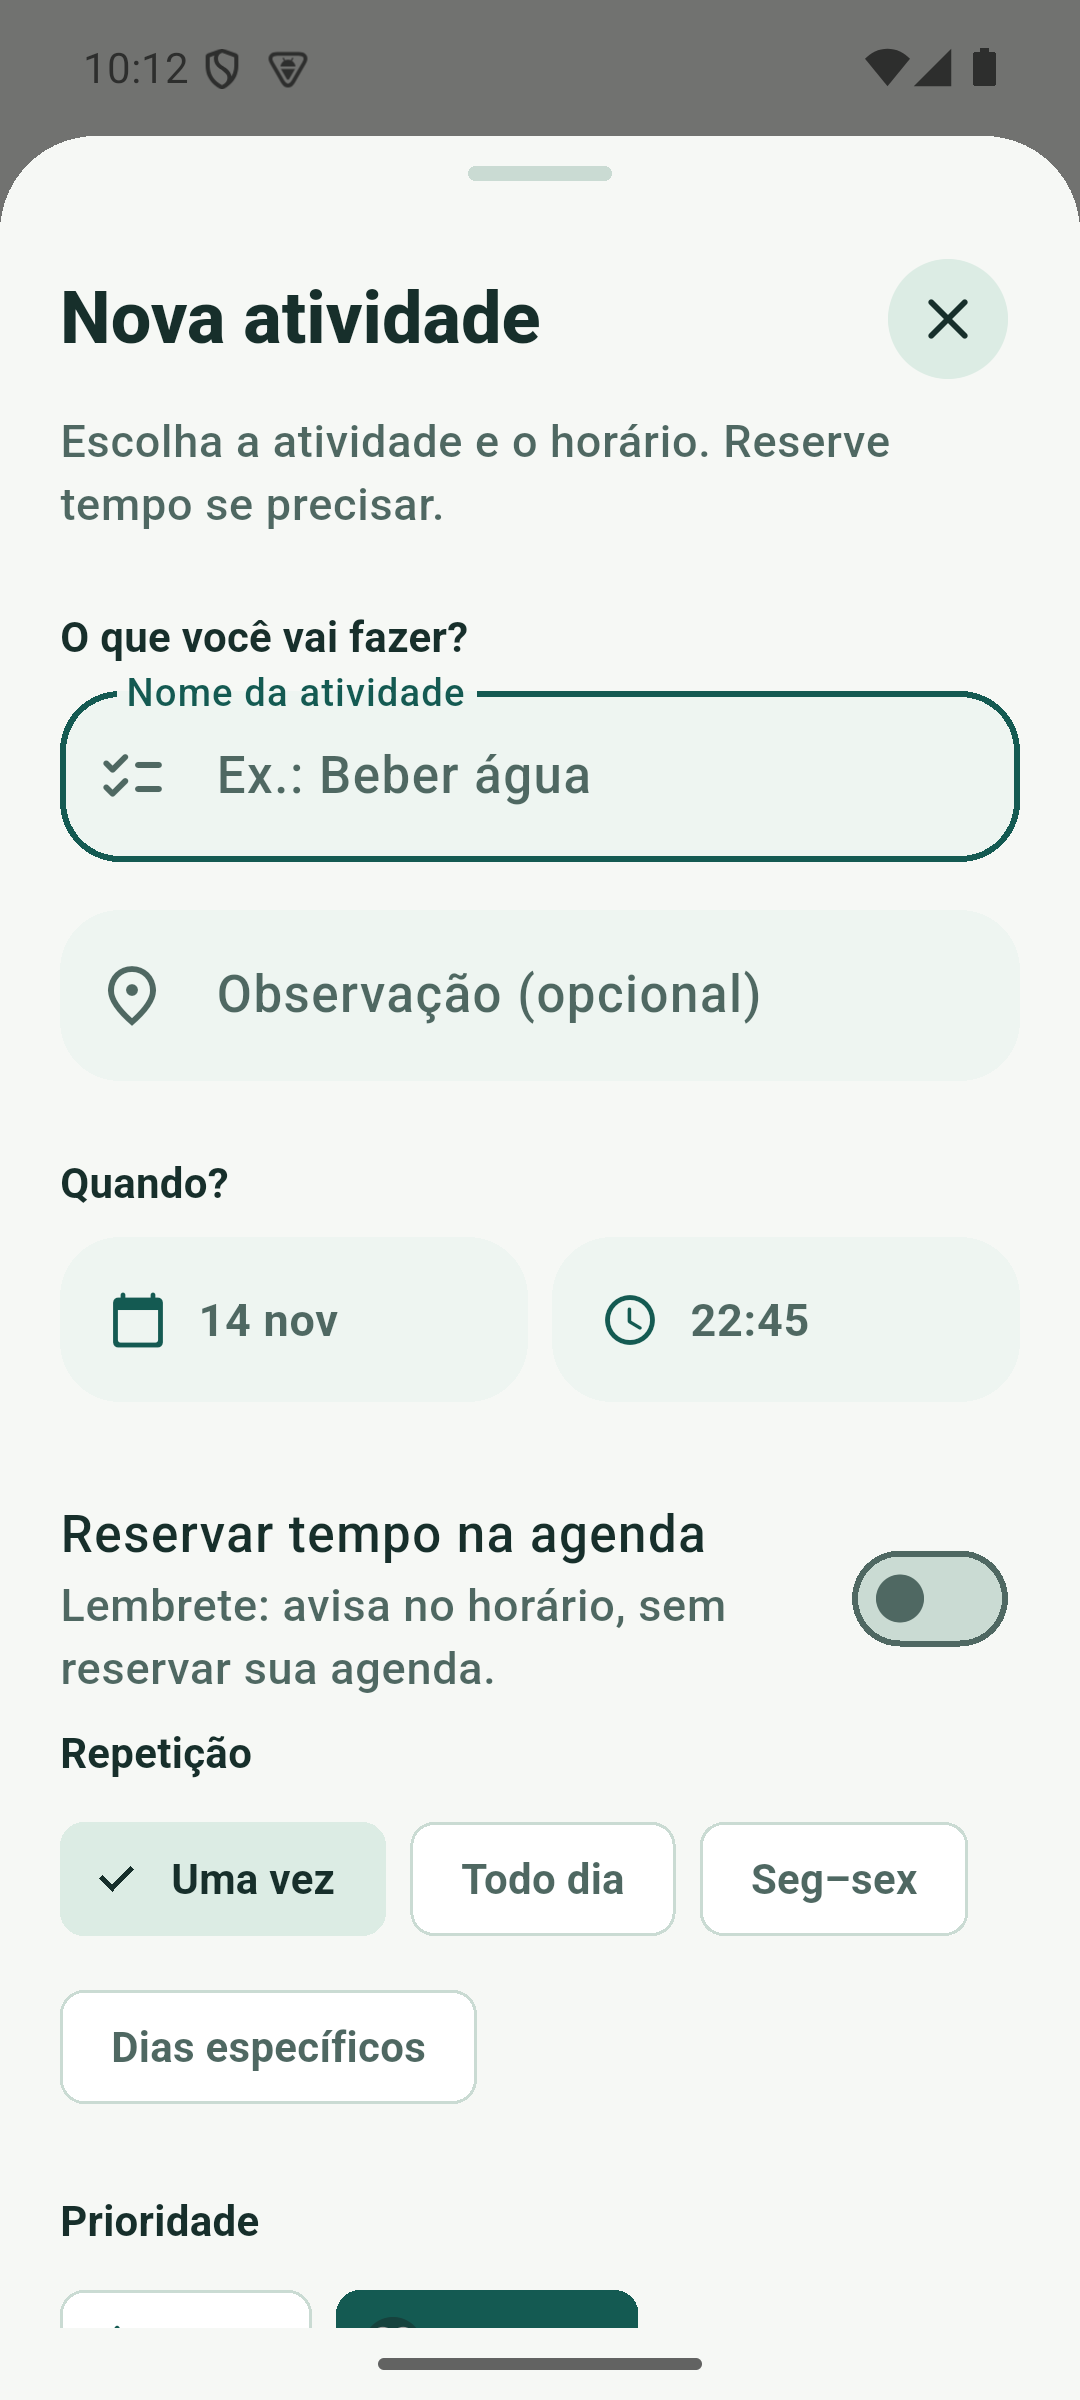 10:12
Nova atividade
Escolha a atividade e o horário. Reserve
tempo se precisar.
O que você vai fazer?
Nome da atividade
Ex.: Beber água
Observação (opcional)
Quando?
14 nov
22:45
Reservar tempo na agenda
Lembrete: avisa no horário, sem
reservar sua agenda.
Repetição
Uma vez
Todo dia
Seg–sex
Dias específicos
Prioridade